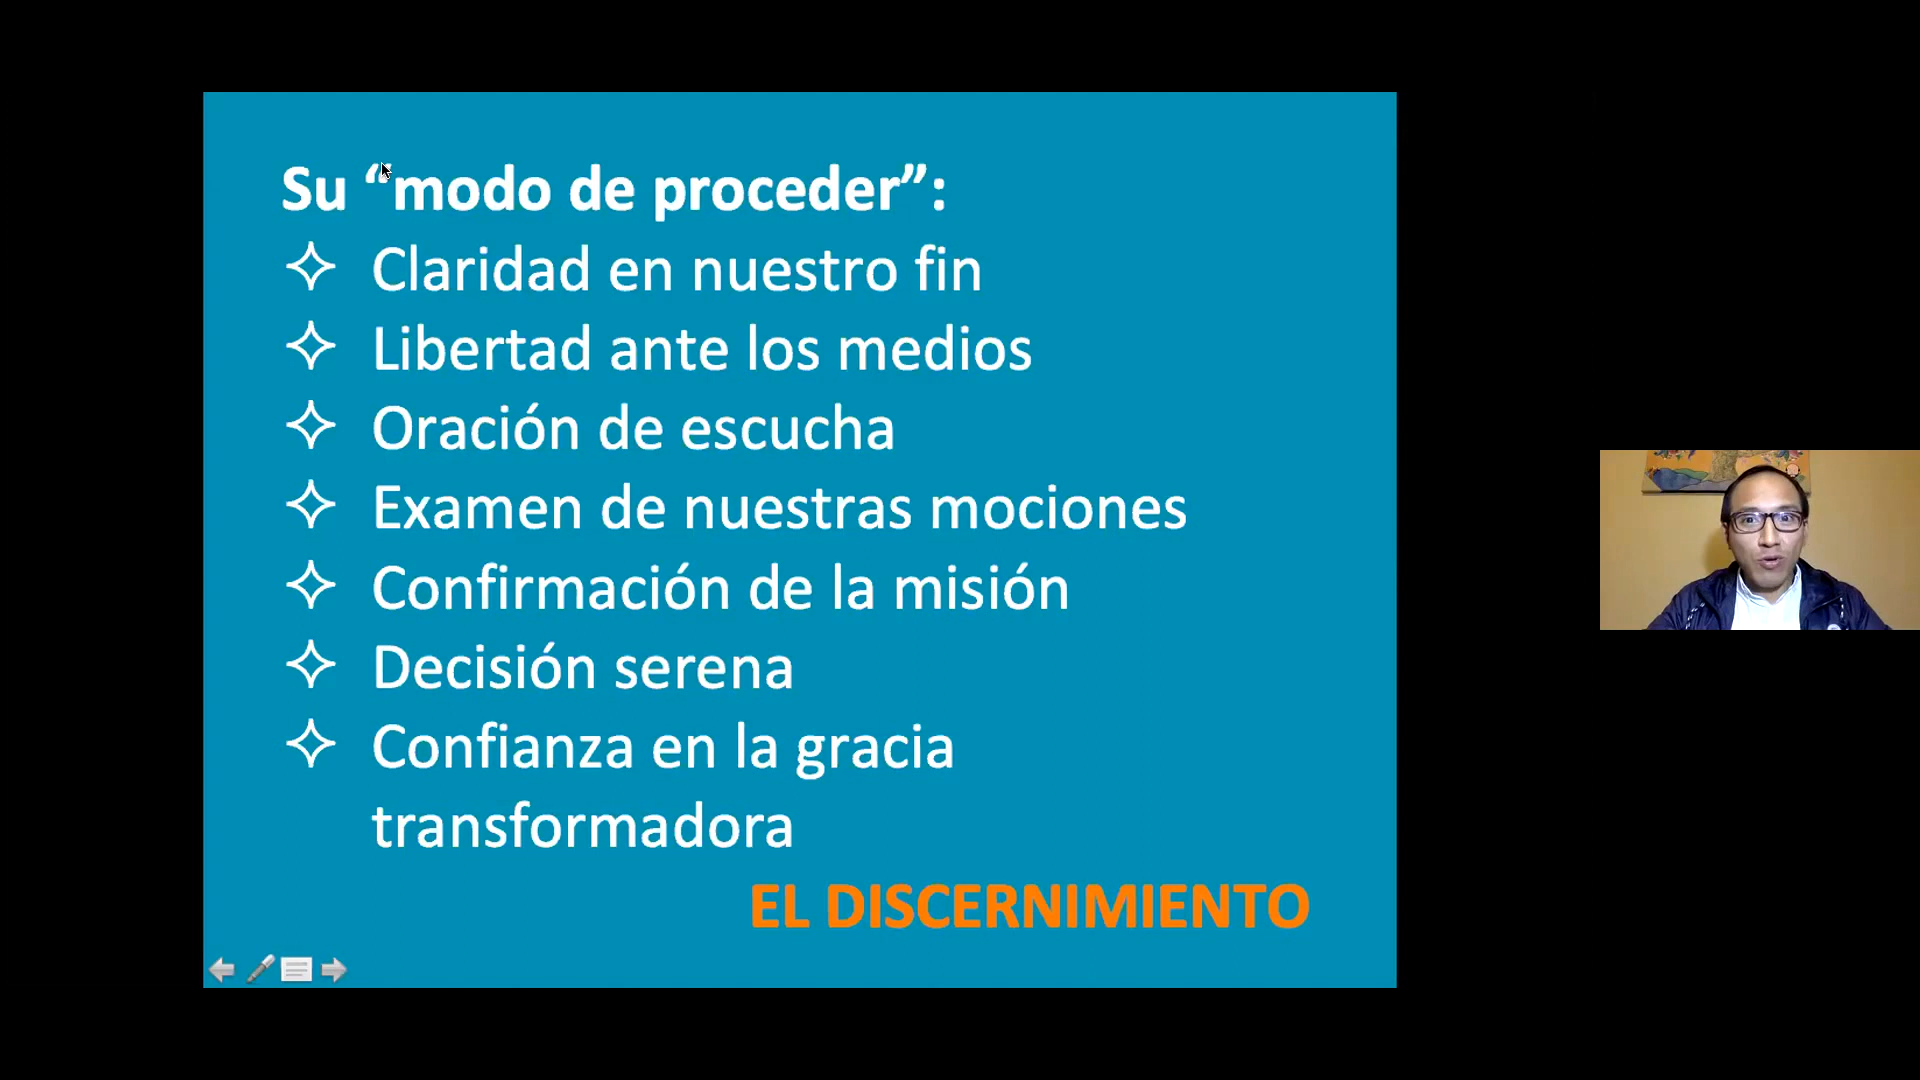 Su “modo de proceder”:
✧ Claridad en nuestro fin
✧ Libertad ante los medios
✧ Oración de escucha
✧ Examen de nuestras mociones
✧ Confirmación de la misión
✧ Decisión serena
✧ Confianza en la gracia
transformadora
EL DISCERNIMIENTO